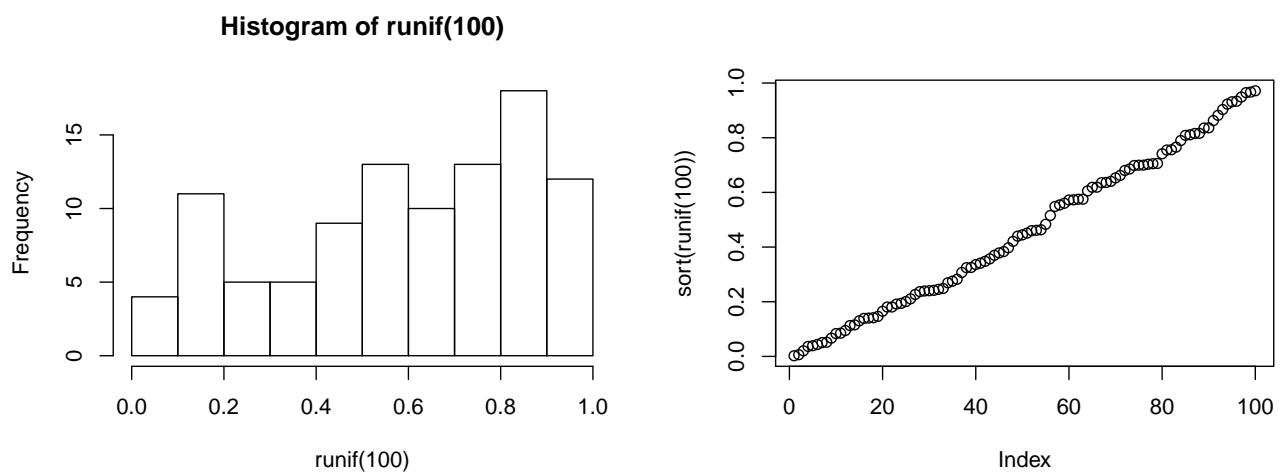 Histogram of runif(100)
Frequency
15
10
5
0
0.0 0.2 0.4 0.6 0.8 1.0
runif(100)
sort(runif(100))
1.0
0.8
0.6
0.4
0.2
0.0
0 20 40 60 80 100
Index